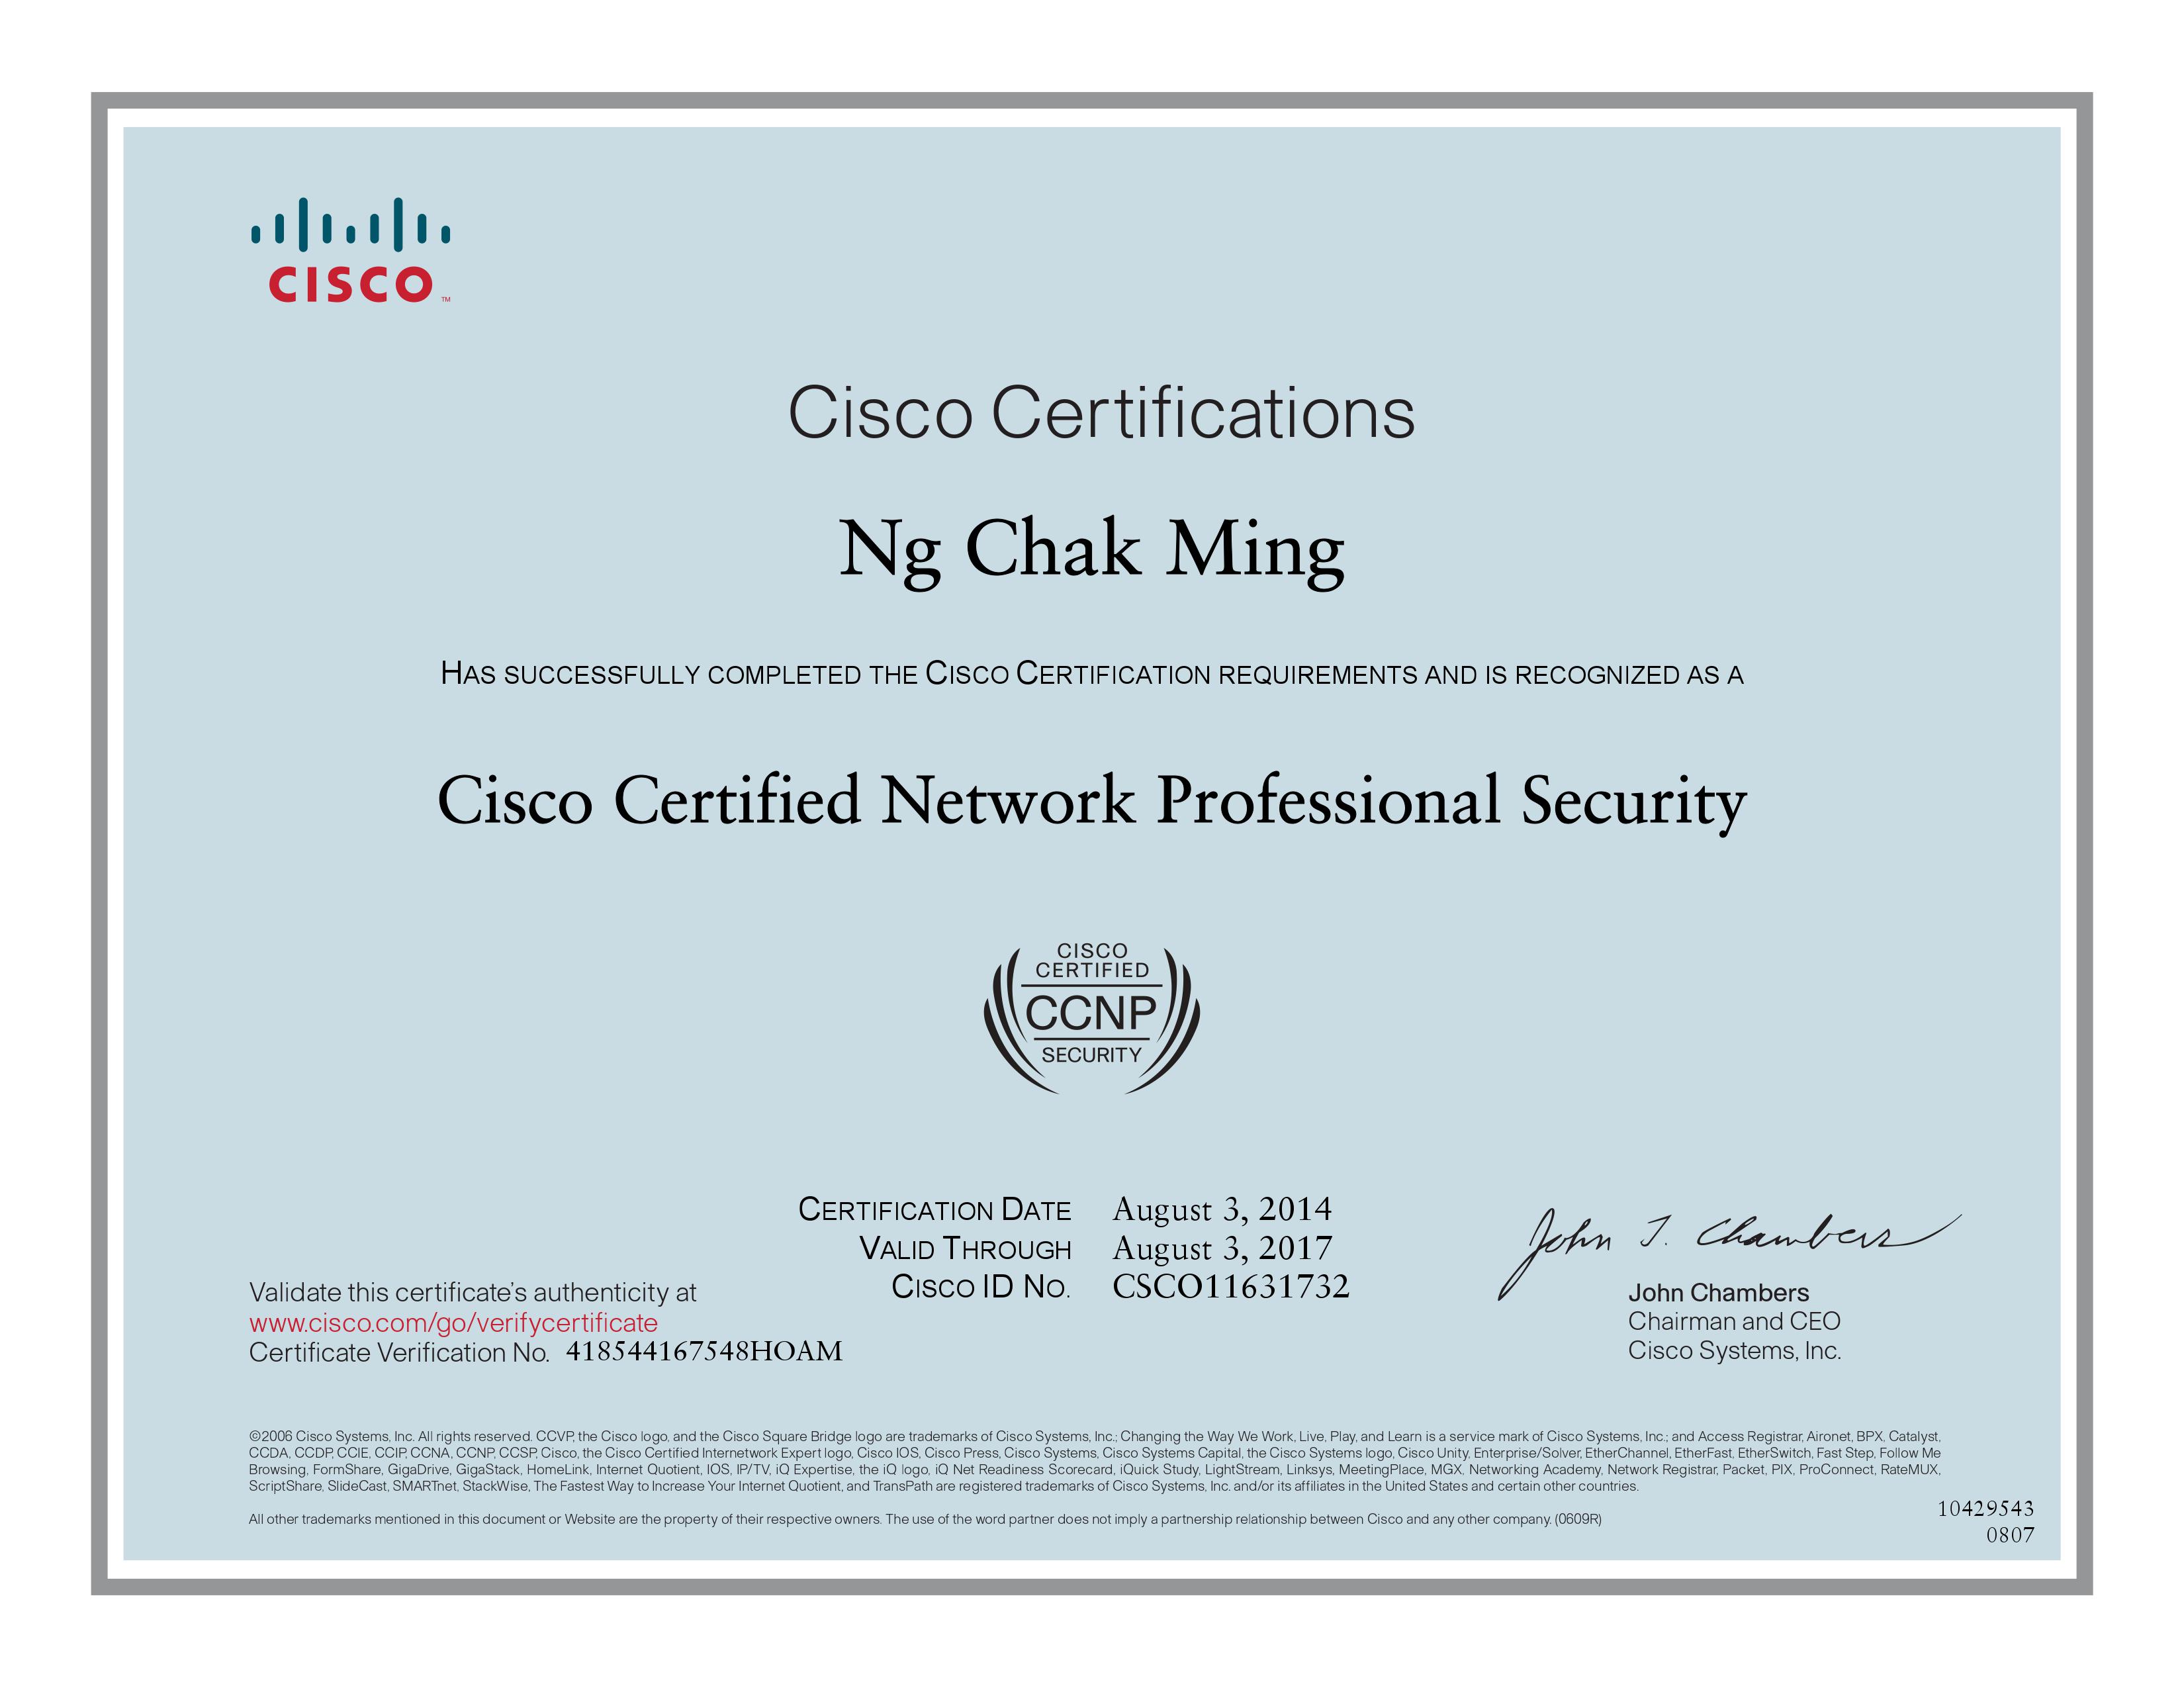 CISCO™
Cisco Certifications
Ng Chak Ming
Has successfully completed the Cisco Certification requirements and is recognized as a
Cisco Certified Network Professional Security
CISCO
CERTIFIED
CCNP
SECURITY
Certification Date August 3, 2014
Valid Through August 3, 2017
Cisco ID No. CSCO11631732
Validate this certificate's authenticity at
www.cisco.com/go/verifycertificate
Certificate Verification No. 418544167548HOAM
John T. Chambers
John Chambers
Chairman and CEO
Cisco Systems, Inc.
©2006 Cisco Systems, Inc. All rights reserved. CCVP, the Cisco logo, and the Cisco Square Bridge logo are trademarks of Cisco Systems, Inc.; Changing the Way We Work, Live, Play, and Learn is a service mark of Cisco Systems, Inc.; and Access Registrar, Aironet, BPX, Catalyst,
CCDA, CCDP, CCIE, CCIP, CCNA, CCNP, CCSP, Cisco, the Cisco Certified Internetwork Expert logo, Cisco IOS, Cisco Press, Cisco Systems, Cisco Systems Capital, the Cisco Systems logo, Cisco Unity, Enterprise/Solver, EtherChannel, EtherFast, EtherSwitch, Fast Step, Follow Me
Browsing, FormShare, GigaDrive, GigaStack, HomeLink, Internet Quotient, IOS, IP/TV, iQ Expertise, the iQ logo, iQ Net Readiness Scorecard, iQuick Study, LightStream, Linksys, MeetingPlace, MGX, Networking Academy, Network Registrar, Packet, PIX, ProConnect, RateMUX,
ScriptShare, SlideCast, SMARTnet, StackWise, The Fastest Way to Increase Your Internet Quotient, and TransPath are registered trademarks of Cisco Systems, Inc. and/or its affiliates in the United States and certain other countries.
All other trademarks mentioned in this document or Website are the property of their respective owners. The use of the word partner does not imply a partnership relationship between Cisco and any other company. (0609R)
10429543
0807